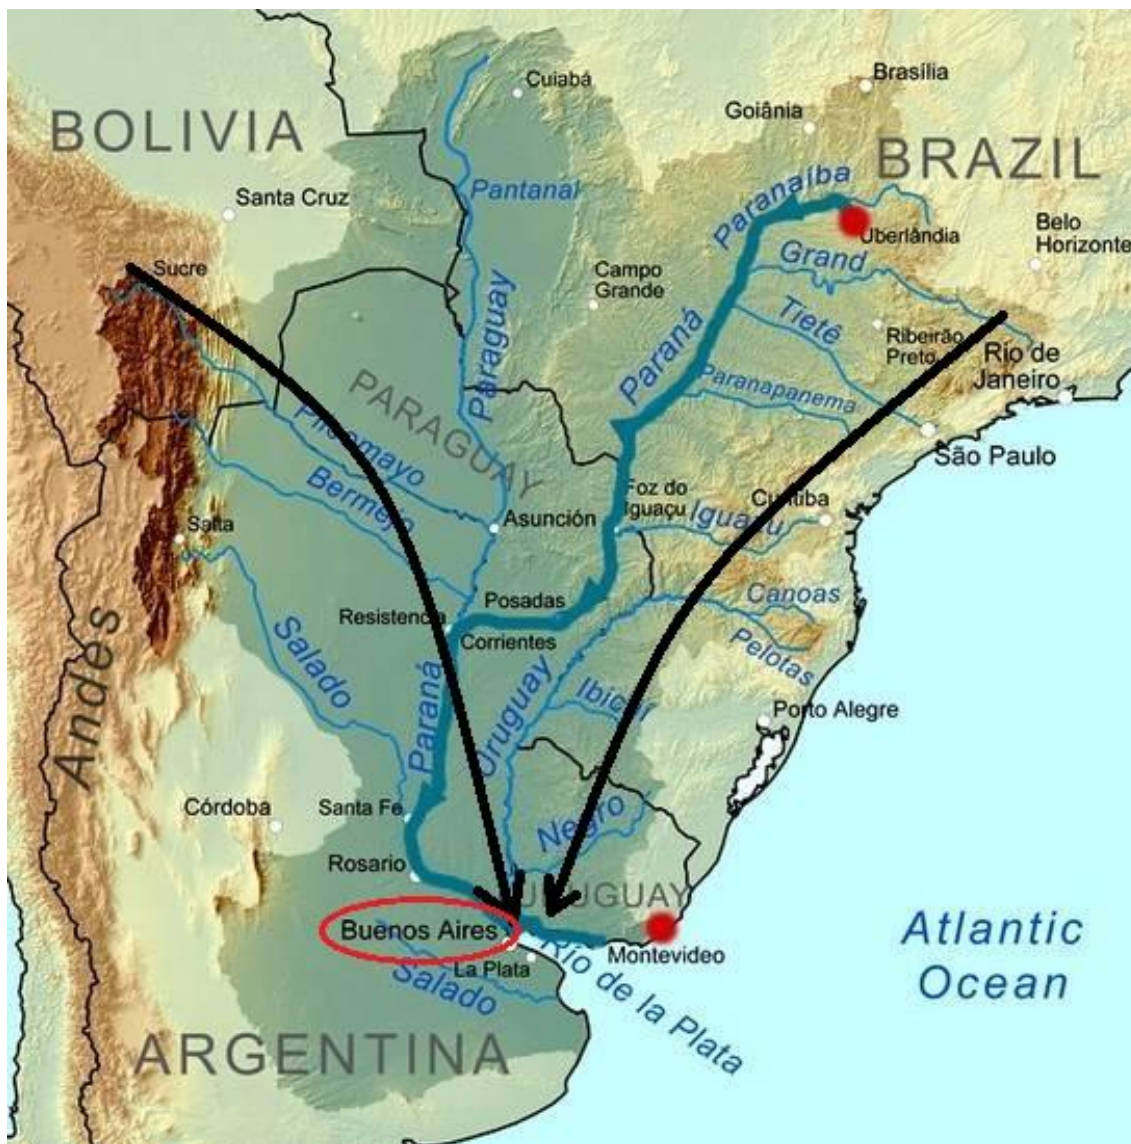 Cuiabá
Brasília
Goiânia
BOLIVIA
BRAZIL
Pantanal
Paranaíba
Santa Cruz
Uberlândia
Belo
Horizonte
Grand
Sucre
Campo
Grande
Paraguay
Paraná
Tietê
Ribeirão
Preto
Rio de
Janeiro
PARAGUAY
Paranapanema
Pilcomayo
São Paulo
Bermejo
Foz do
Iguaçu
Curitiba
Iguaçu
Asunción
Salta
Posadas
Canoas
Resistencia
Corrientes
Pelotas
Salado
Andes
Paraná
Uruguay
Ibicuí
Porto Alegre
Córdoba
Santa Fe
Negro
Rosario
URUGUAY
Buenos Aires
Atlantic
Ocean
Montevideo
La Plata
Río de la Plata
Salado
ARGENTINA